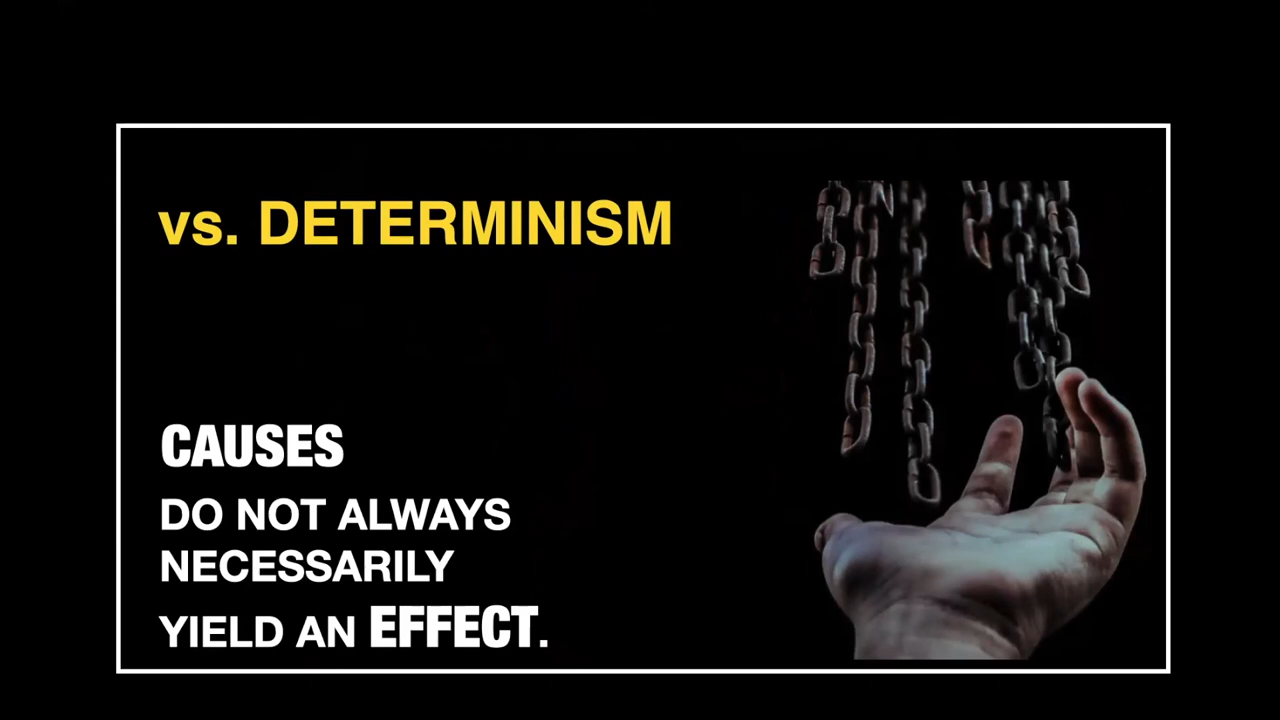 vs. DETERMINISM
CAUSES
DO NOT ALWAYS
NECESSARILY
YIELD AN EFFECT.